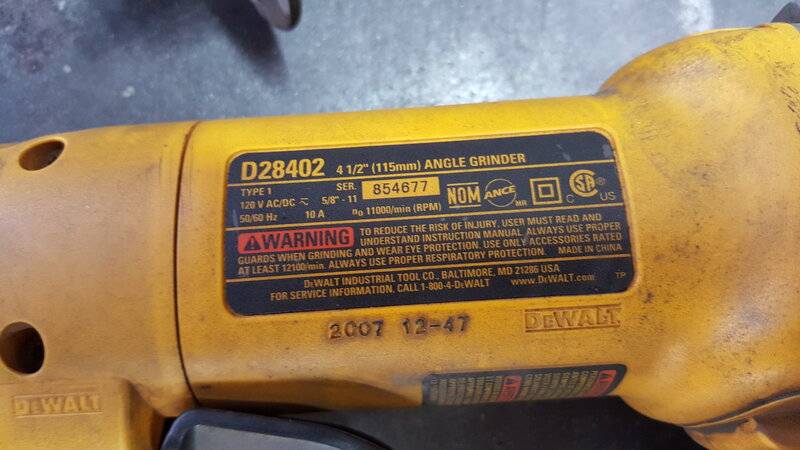 D28402 4 1/2" (115mm) ANGLE GRINDER
TYPE 1 SER. 854677
120 V AC/DC 5/8" - 11
50/60 Hz 10 A n₀ 11000/min (RPM)
NOM ANCE MR
SA C US
WARNING TO REDUCE THE RISK OF INJURY, USER MUST READ AND
UNDERSTAND INSTRUCTION MANUAL. ALWAYS USE PROPER
GUARDS WHEN GRINDING AND WEAR EYE PROTECTION. USE ONLY ACCESSORIES RATED
AT LEAST 12100/min. ALWAYS USE PROPER RESPIRATORY PROTECTION. MADE IN CHINA
DEWALT INDUSTRIAL TOOL CO., BALTIMORE, MD 21286 USA
FOR SERVICE INFORMATION, CALL 1-800-4-DEWALT www.DEWALT.com TP
2007 12-47
DEWALT
DEWALT